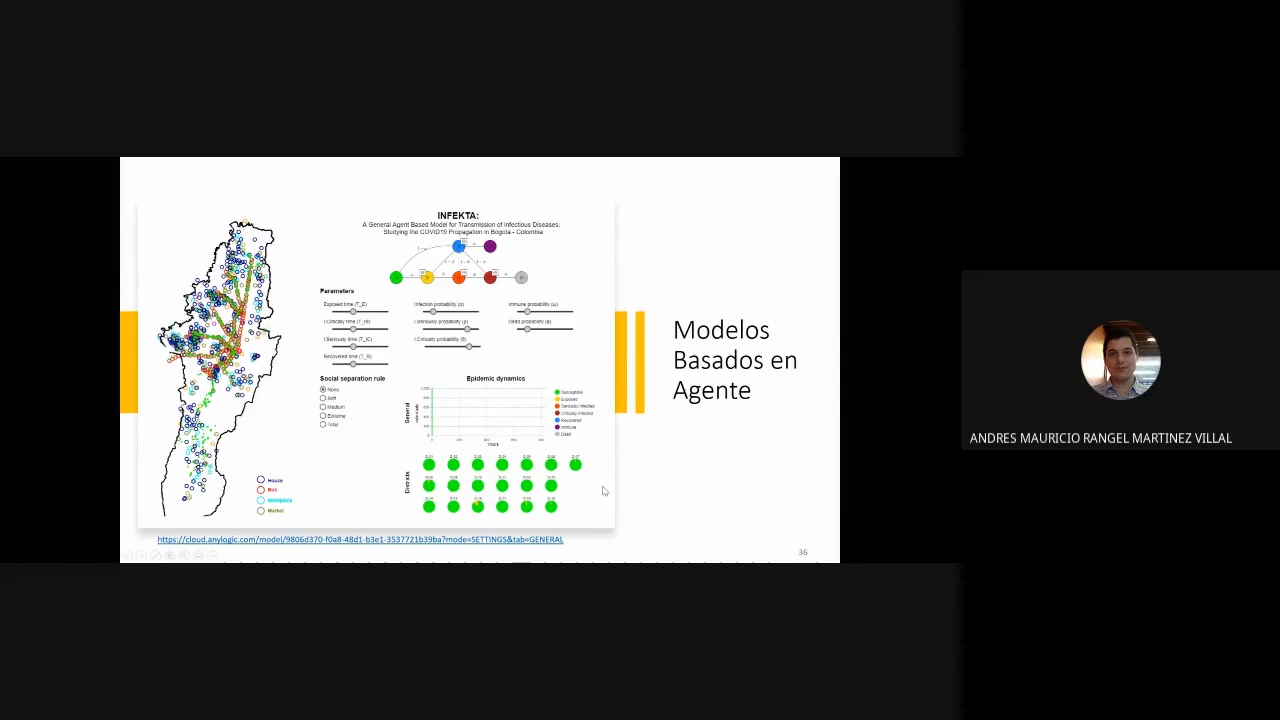 INFEKTA:
A General Agent Based Model for Transmission of Infectious Diseases:
Studying the COVID19 Propagation in Bogota - Colombia
Parameters
Exposed time (T_E)
Infection probability (α)
Immune probability (ω)
I.Critically time (T_IS)
I.Seriously probability (β)
Dead probability (φ)
I.Seriously time (T_IC)
I.Critically probability (θ)
Recovered time (T_R)
Social separation rule
None
Soft
Medium
Extreme
Total
Epidemic dynamics
General
Hours
Susceptible
Exposed
Seriously Infected
Critically Infected
Recovered
Immune
Dead
Districts
House
Bus
Workplace
Market
https://cloud.anylogic.com/model/9806d370-f0a8-48d1-b3e1-3537721b39ba?mode=SETTINGS&tab=GENERAL
Modelos
Basados en
Agente
36
ANDRES MAURICIO RANGEL MARTINEZ VILLAL